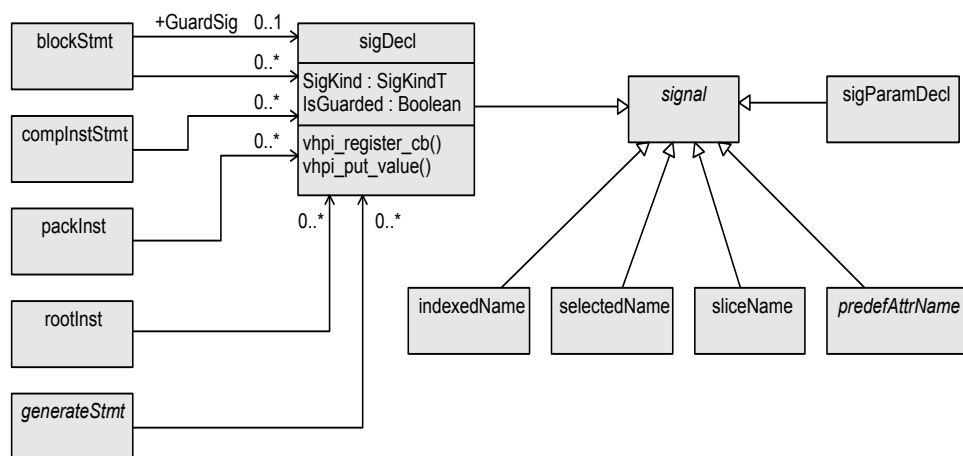 +GuardSig 0..1
blockStmt
sigDecl
0..*
SigKind : SigKindT
IsGuarded : Boolean
signal
sigParamDecl
0..*
compInstStmt
0..*
vhpi_register_cb()
vhpi_put_value()
packInst
0..* 0..*
indexedName
selectedName
sliceName
predefAttrName
rootInst
generateStmt